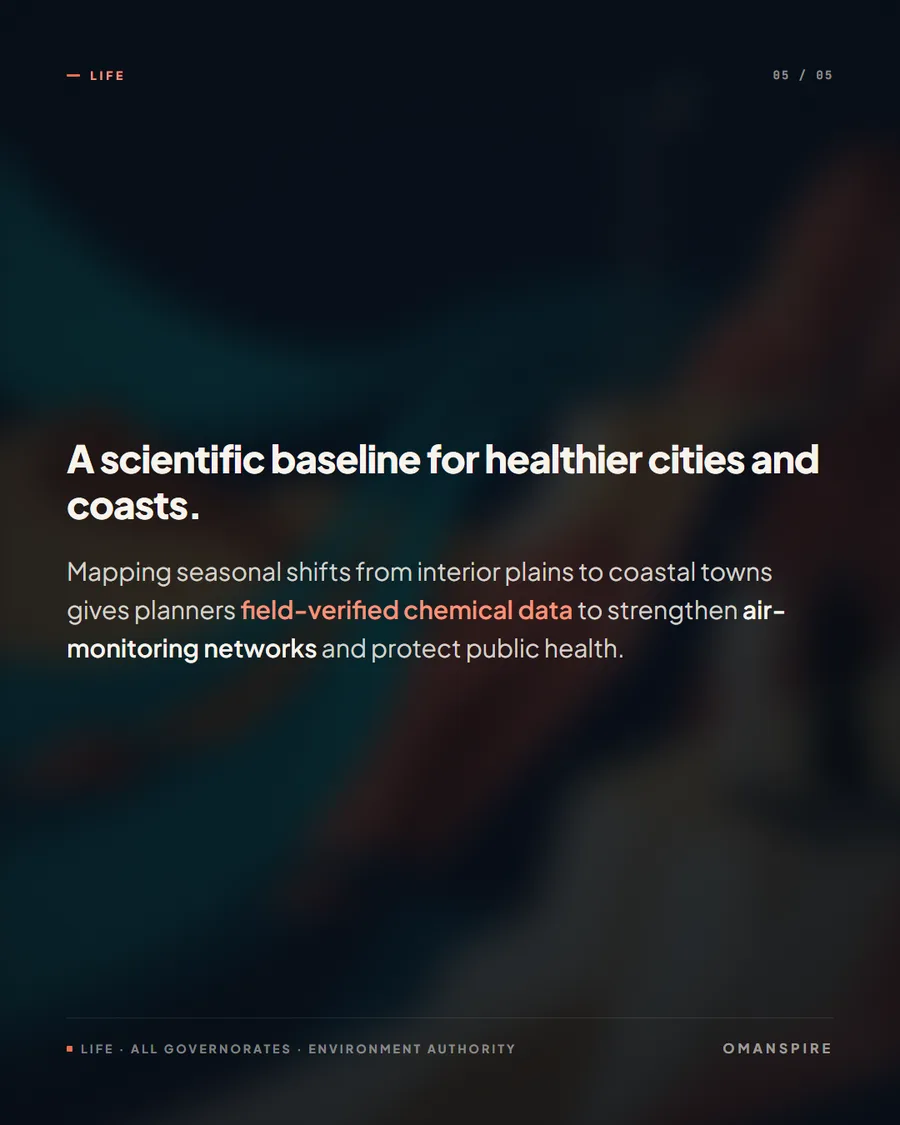 — LIFE
05 / 05
A scientific baseline for healthier cities and
coasts.
Mapping seasonal shifts from interior plains to coastal towns
gives planners field-verified chemical data to strengthen air-
monitoring networks and protect public health.
LIFE · ALL GOVERNORATES · ENVIRONMENT AUTHORITY
OMANSPIRE